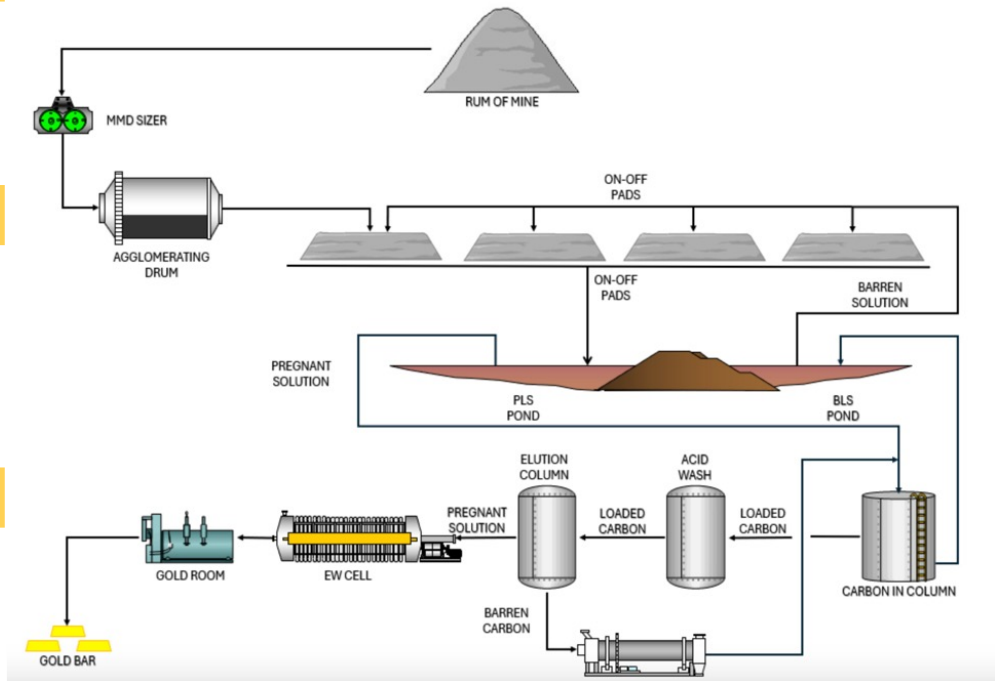 RUM OF MINE
MMD SIZER
ON-OFF
PADS
AGGLOMERATING
DRUM
ON-OFF
PADS
BARREN
SOLUTION
PREGNANT
SOLUTION
PLS
POND
BLS
POND
ELUTION
COLUMN
ACID
WASH
PREGNANT
SOLUTION
LOADED
CARBON
LOADED
CARBON
GOLD ROOM
EW CELL
CARBON IN COLUMN
BARREN
CARBON
GOLD BAR